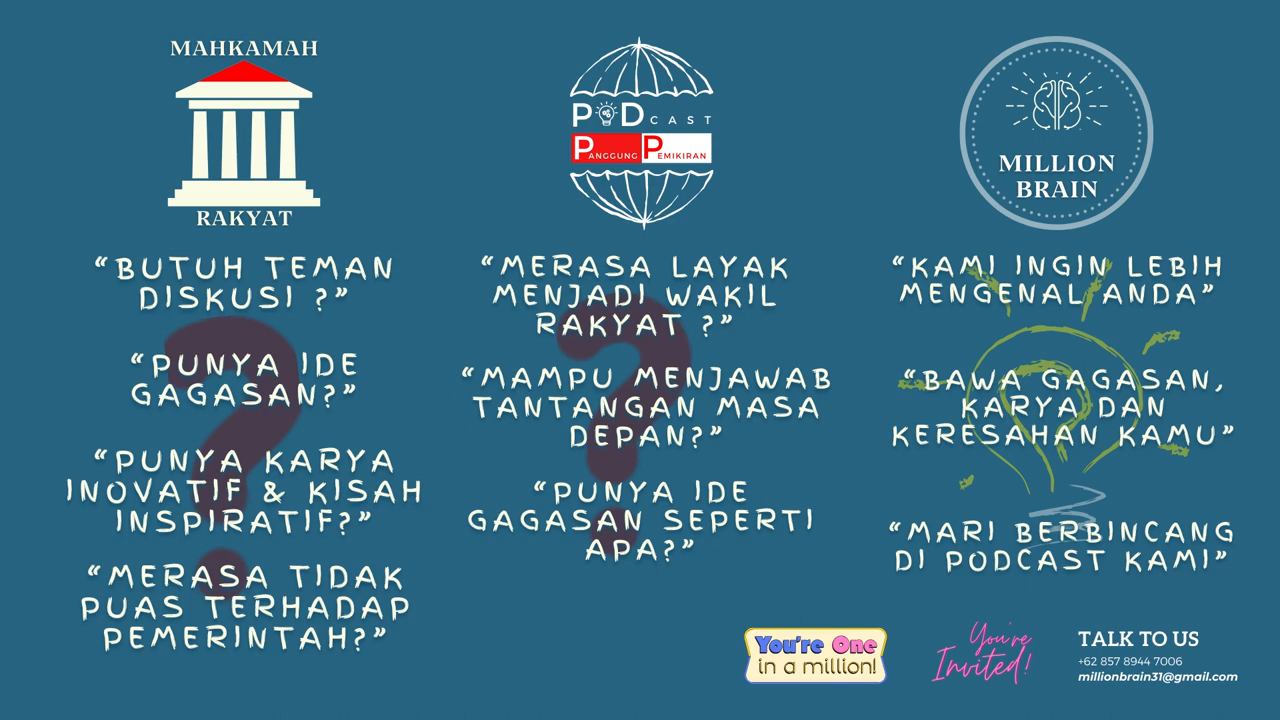 MAHKAMAH
RAKYAT
"BUTUH TEMAN
DISKUSI ?"
"PUNYA IDE
GAGASAN?"
"PUNYA KARYA
INOVATIF & KISAH
INSPIRATIF?"
"MERASA TIDAK
PUAS TERHADAP
PEMERINTAH?"
PODCAST
PANGGUNG PEMIKIRAN
"MERASA LAYAK
MENJADI WAKIL
RAKYAT ?"
"MAMPU MENJAWAB
TANTANGAN MASA
DEPAN?"
"PUNYA IDE
GAGASAN SEPERTI
APA?"
MILLION
BRAIN
"KAMI INGIN LEBIH
MENGENAL ANDA"
"BAWA GAGASAN,
KARYA DAN
KERESAHAN KAMU"
"MARI BERBINCANG
DI PODCAST KAMI"
You're One
in a million!
You're
Invited!
TALK TO US
+62 857 8944 7006
millionbrain31@gmail.com